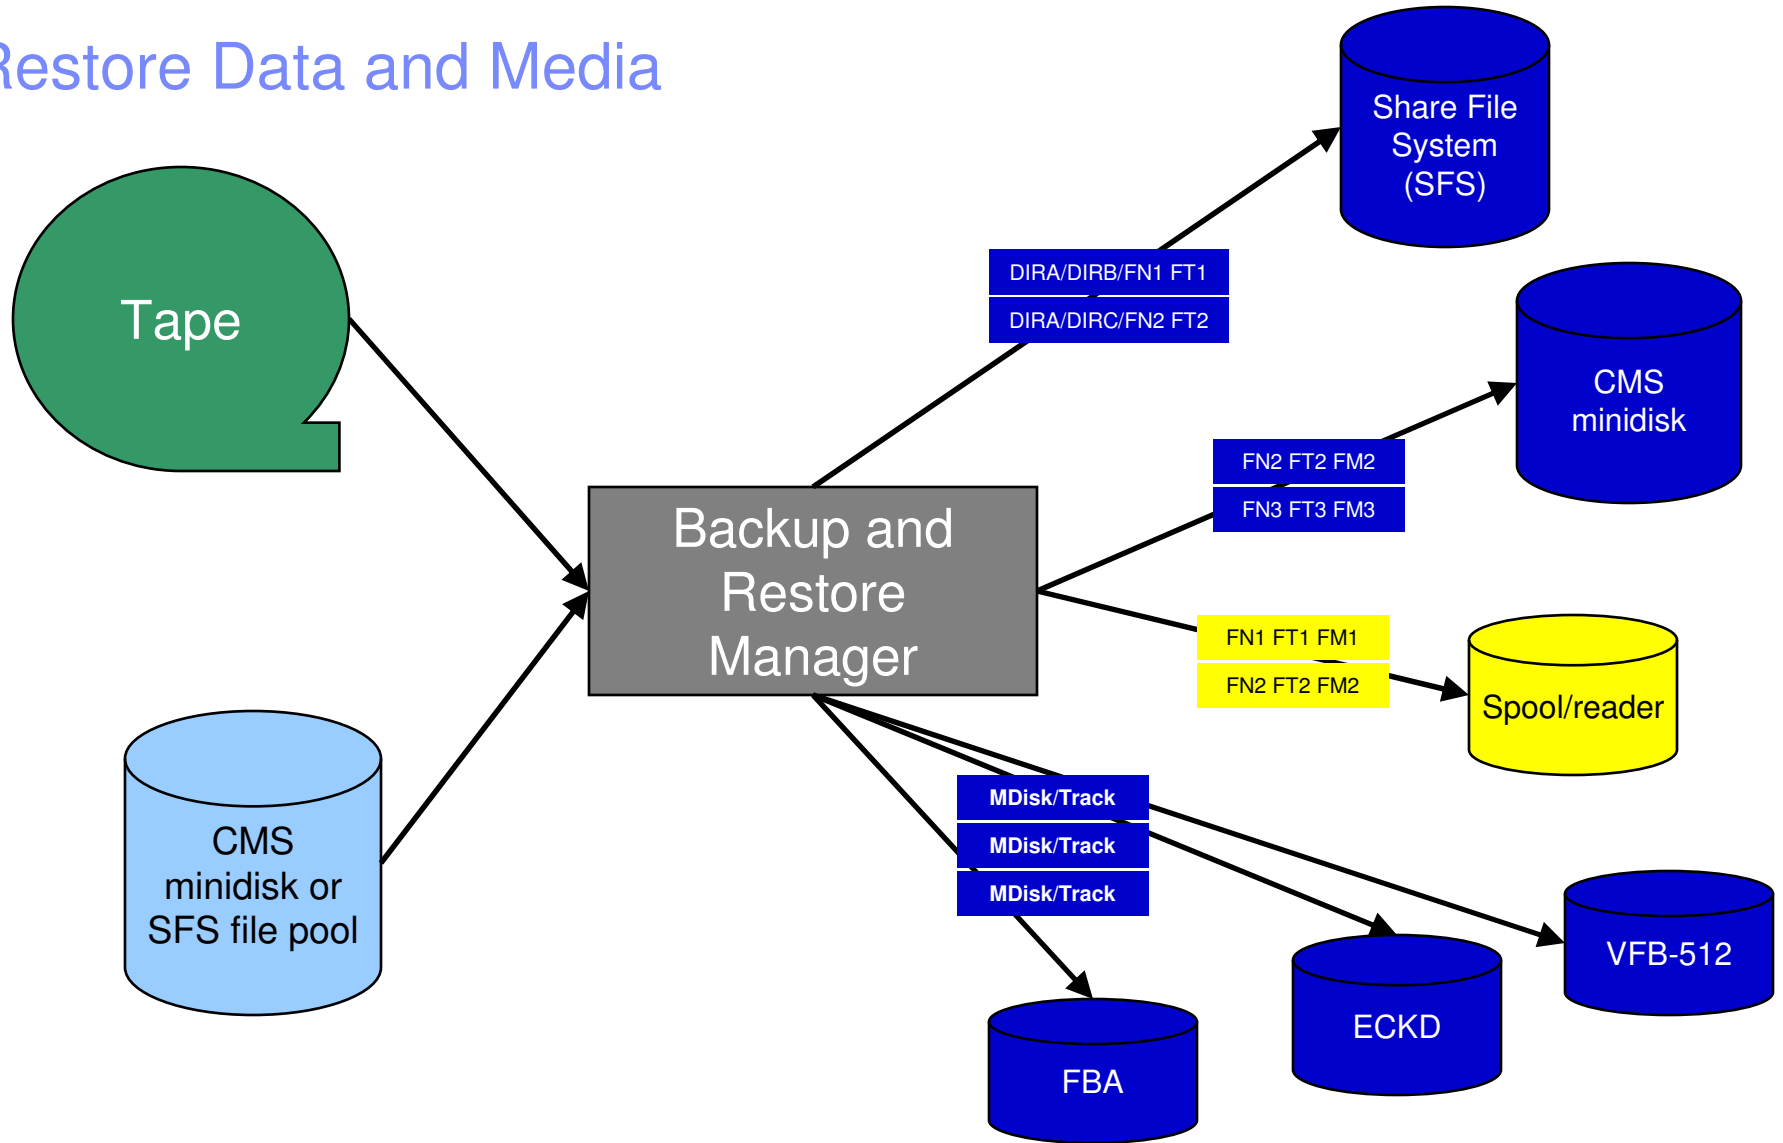 Restore Data and Media
Share File
System
(SFS)
DIRA/DIRB/FN1 FT1
DIRA/DIRC/FN2 FT2
Tape
CMS
minidisk
FN2 FT2 FM2
FN3 FT3 FM3
Backup and
Restore
Manager
FN1 FT1 FM1
FN2 FT2 FM2
Spool/reader
MDisk/Track
MDisk/Track
MDisk/Track
CMS
minidisk or
SFS file pool
VFB-512
ECKD
FBA